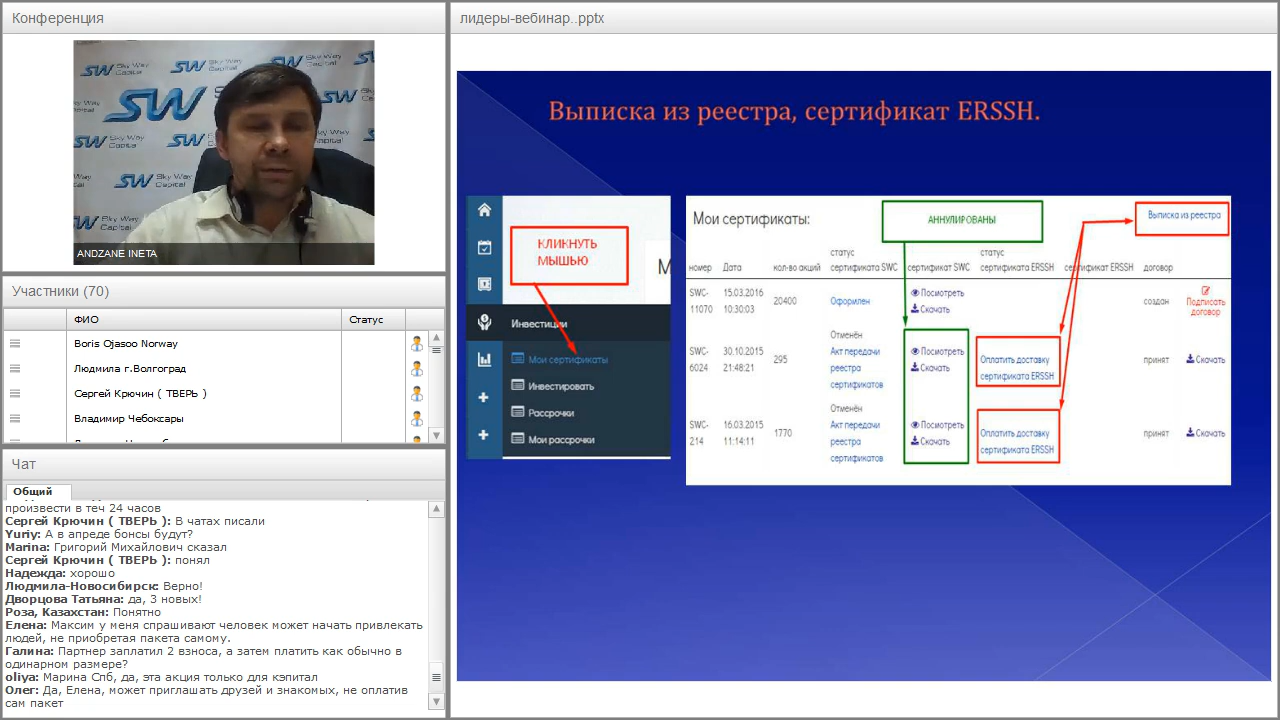 Конференция
SW
Sky Way
Capital
ANDZANE INETA
Участники (70)
ФИО Статус
Boris Ojasoo Norway
Людмила г.Волгоград
Сергей Крючин ( ТВЕРЬ )
Владимир Чебоксары
Чат
Общий
произвести в теч 24 часов
Сергей Крючин ( ТВЕРЬ ): В чатах писали
Yuriy: А в апреде бонсы будут?
Marina: Григорий Михайлович сказал
Сергей Крючин ( ТВЕРЬ ): понял
Надежда: хорошо
Людмила-Новосибирск: Верно!
Дворцова Татьяна: да, 3 новых!
Роза, Казахстан: Понятно
Елена: Максим у меня спрашивают человек может начать привлекать
людей, не приобретая пакета самому.
Галина: Партнер заплатил 2 взноса, а затем платить как обычно в
одинарном размере?
oliya: Марина Спб, да, эта акция только для кэпитал
Олег: Да, Елена, может приглашать друзей и знакомых, не оплатив
сам пакет
лидеры-вебинар..pptx
Выписка из реестра, сертификат ERSSH.
КЛИКНУТЬ
МЫШЬЮ
М
Инвестиции
Мои сертификаты
Инвестировать
Рассрочки
Мои рассрочки
Мои сертификаты:
АННУЛИРОВАНЫ
Выписка из реестра
номер Дата кол-во акций статус сертификата SWC сертификат SWC статус сертификата ERSSH сертификат ERSSH договор
SWC-11070 15.03.2016 10:30:03 20400 Оформлен Посмотреть Скачать создан Подписать договор
SWC-6024 30.10.2015 21:48:21 295 Отменён Акт передачи реестра сертификатов Посмотреть Скачать Оплатить доставку сертификата ERSSH принят Скачать
SWC-214 16.03.2015 11:14:11 1770 Отменён Акт передачи реестра сертификатов Посмотреть Скачать Оплатить доставку сертификата ERSSH принят Скачать